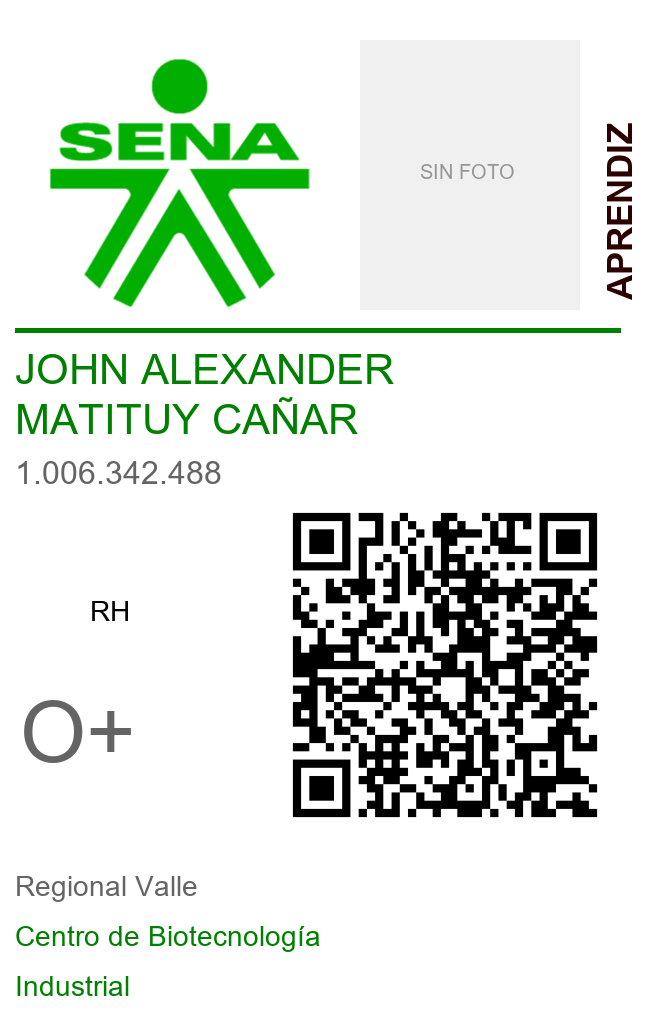 SENA
SIN FOTO
APRENDIZ
JOHN ALEXANDER
MATITUY CAÑAR
1.006.342.488
RH
O+
Regional Valle
Centro de Biotecnología
Industrial